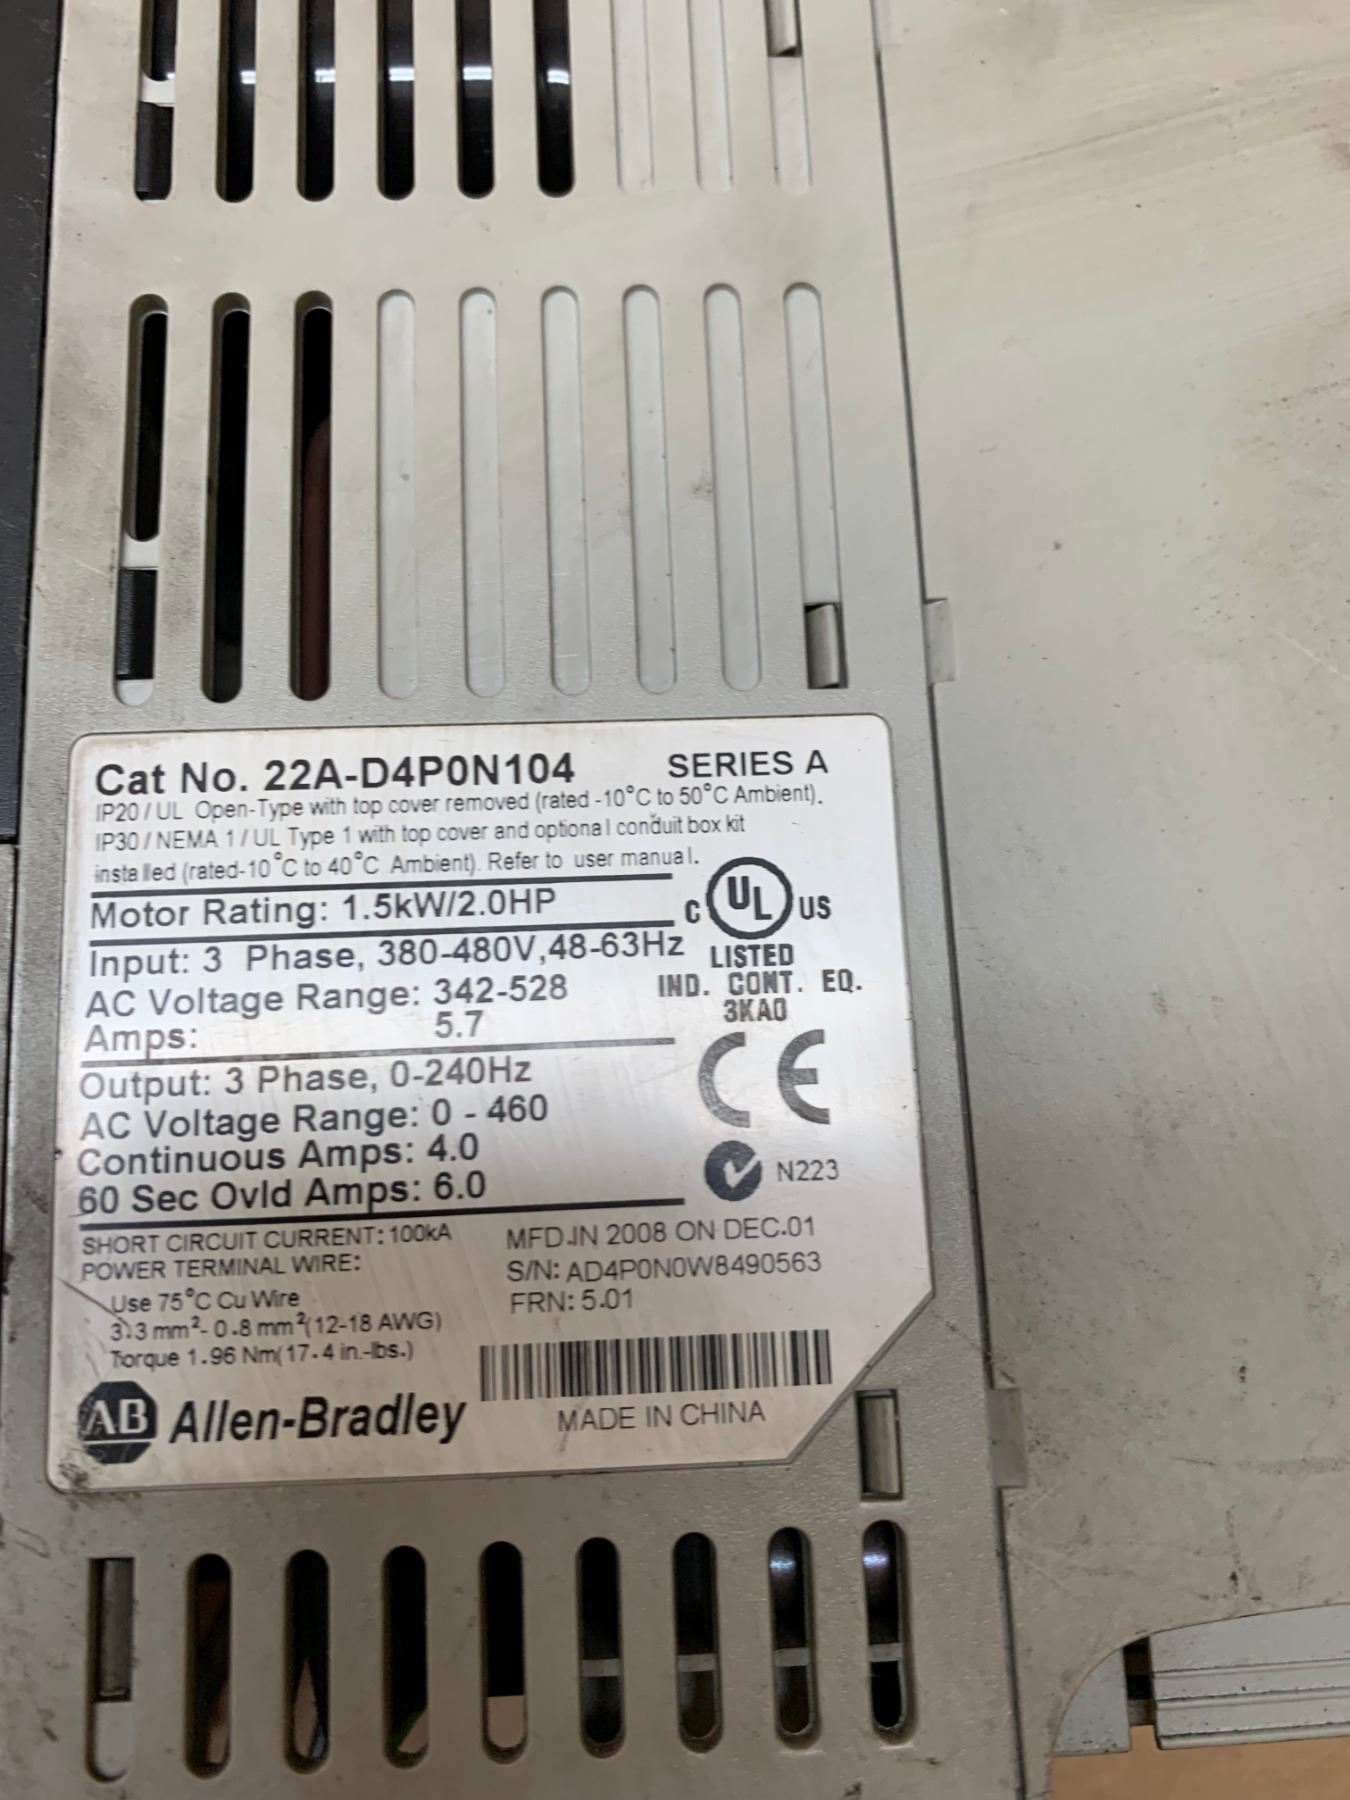 Cat No. 22A-D4P0N104 SERIES A
IP20 / UL Open-Type with top cover removed (rated -10°C to 50°C Ambient).
IP30 / NEMA 1 / UL Type 1 with top cover and optional conduit box kit
installed (rated-10°C to 40°C Ambient). Refer to user manual.
Motor Rating: 1.5kW/2.0HP
C UL US
Input: 3 Phase, 380-480V,48-63Hz
LISTED
AC Voltage Range: 342-528
IND. CONT. EQ.
Amps: 5.7
3KA0
CE
Output: 3 Phase, 0-240Hz
AC Voltage Range: 0 - 460
Continuous Amps: 4.0
60 Sec Ovld Amps: 6.0
N223
SHORT CIRCUIT CURRENT: 100kA
MFD.IN 2008 ON DEC.01
POWER TERMINAL WIRE:
S/N: AD4P0N0W8490563
Use 75°C Cu Wire
FRN: 5.01
3.3 mm²- 0.8 mm²(12-18 AWG)
Torque 1.96 Nm(17.4 in.-lbs.)
AB Allen-Bradley
MADE IN CHINA